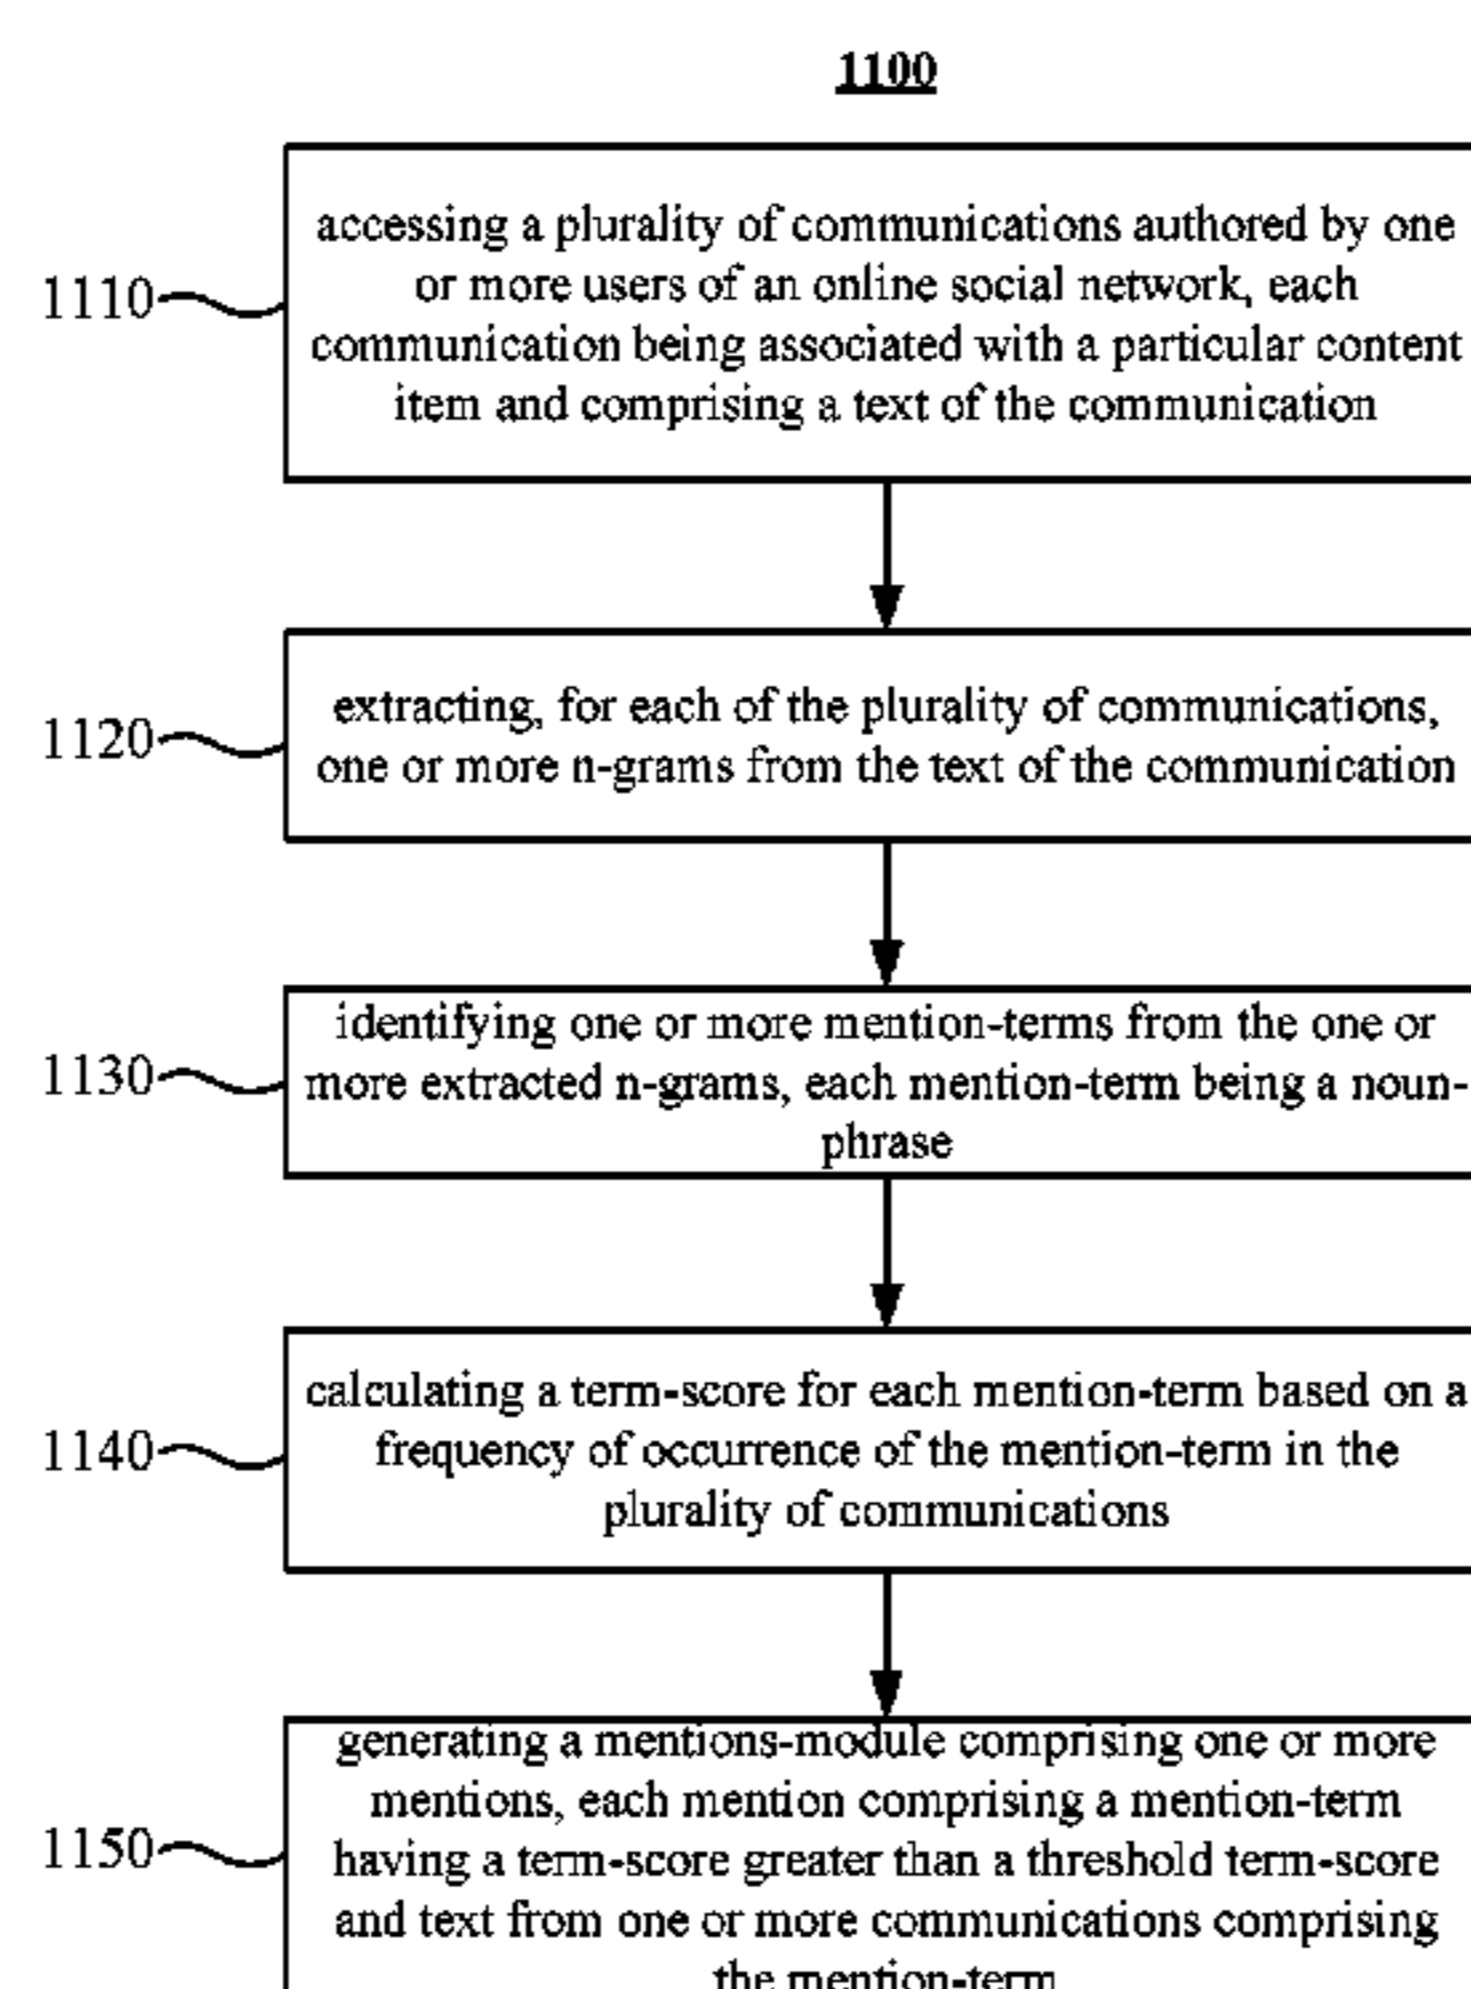 1100
1110
accessing a plurality of communications authored by one
or more users of an online social network, each
communication being associated with a particular content
item and comprising a text of the communication
1120
extracting, for each of the plurality of communications,
one or more n-grams from the text of the communication
1130
identifying one or more mention-terms from the one or
more extracted n-grams, each mention-term being a noun-
phrase
1140
calculating a term-score for each mention-term based on a
frequency of occurrence of the mention-term in the
plurality of communications
1150
generating a mentions-module comprising one or more
mentions, each mention comprising a mention-term
having a term-score greater than a threshold term-score
and text from one or more communications comprising
the mention-term